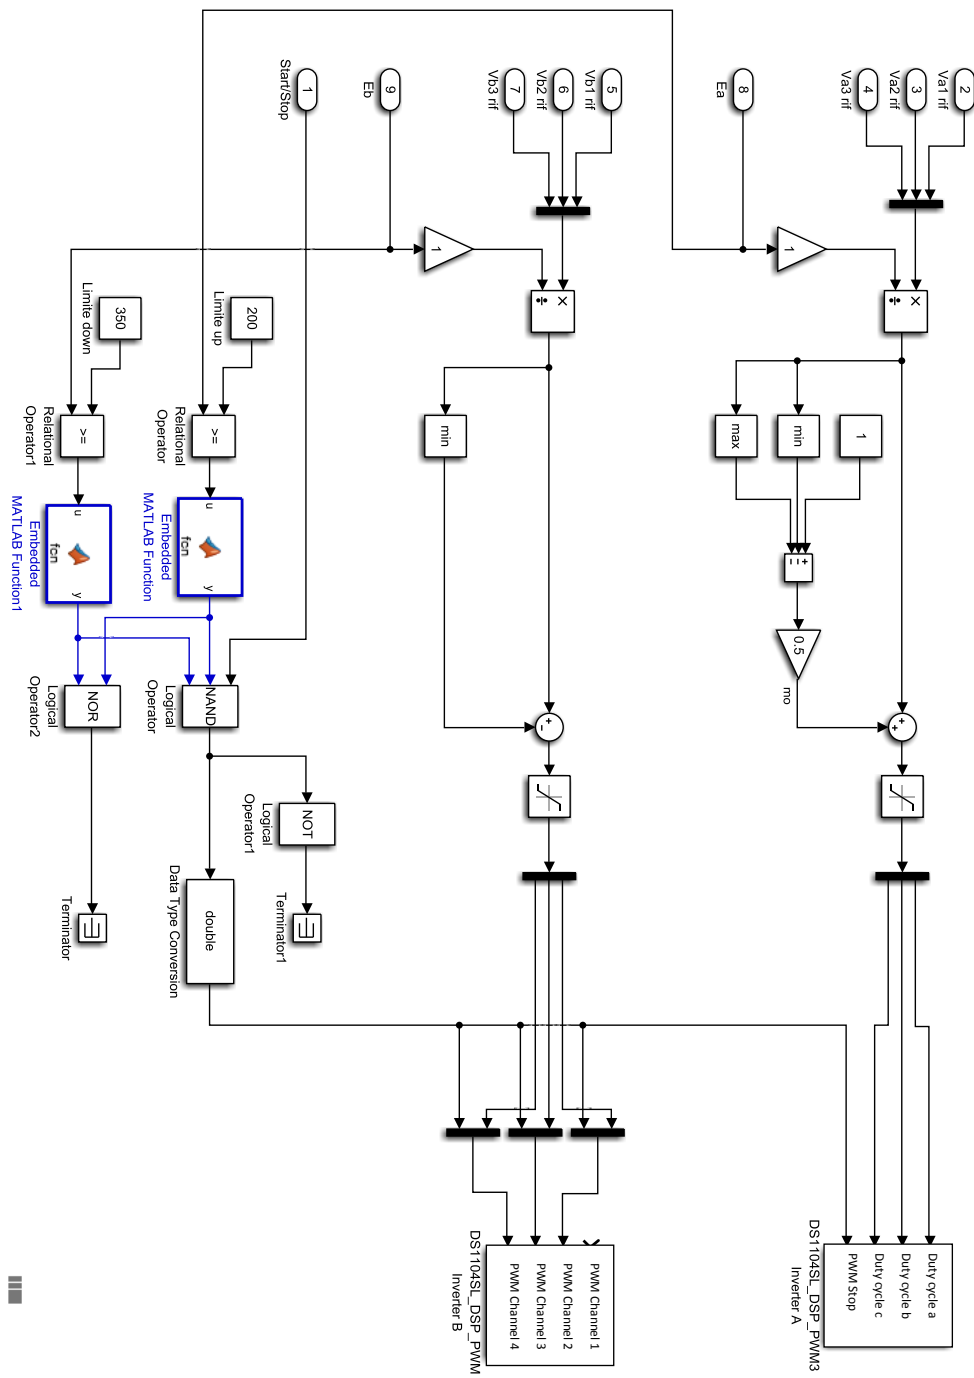 2
Va1 rif
3
Va2 rif
4
Va3 rif
8
Ea
5
Vb1 rif
6
Vb2 rif
7
Vb3 rif
9
Eb
1
Start/Stop
1
×
÷
max
min
1
+
−
−
0.5
mo
+
+
Duty cycle a
Duty cycle b
Duty cycle c
PWM Stop
DS1104SL_DSP_PWM3
Inverter A
1
×
÷
min
+
−
PWM Channel 1
PWM Channel 2
PWM Channel 3
PWM Channel 4
DS1104SL_DSP_PWM
Inverter B
200
Limite up
>=
Relational
Operator
u
fcn
y
Embedded
MATLAB Function
NAND
Logical
Operator
NOT
Logical
Operator1
Terminator1
double
Data Type Conversion
350
Limite down
>=
Relational
Operator1
u
fcn
y
Embedded
MATLAB Function1
NOR
Logical
Operator2
Terminator